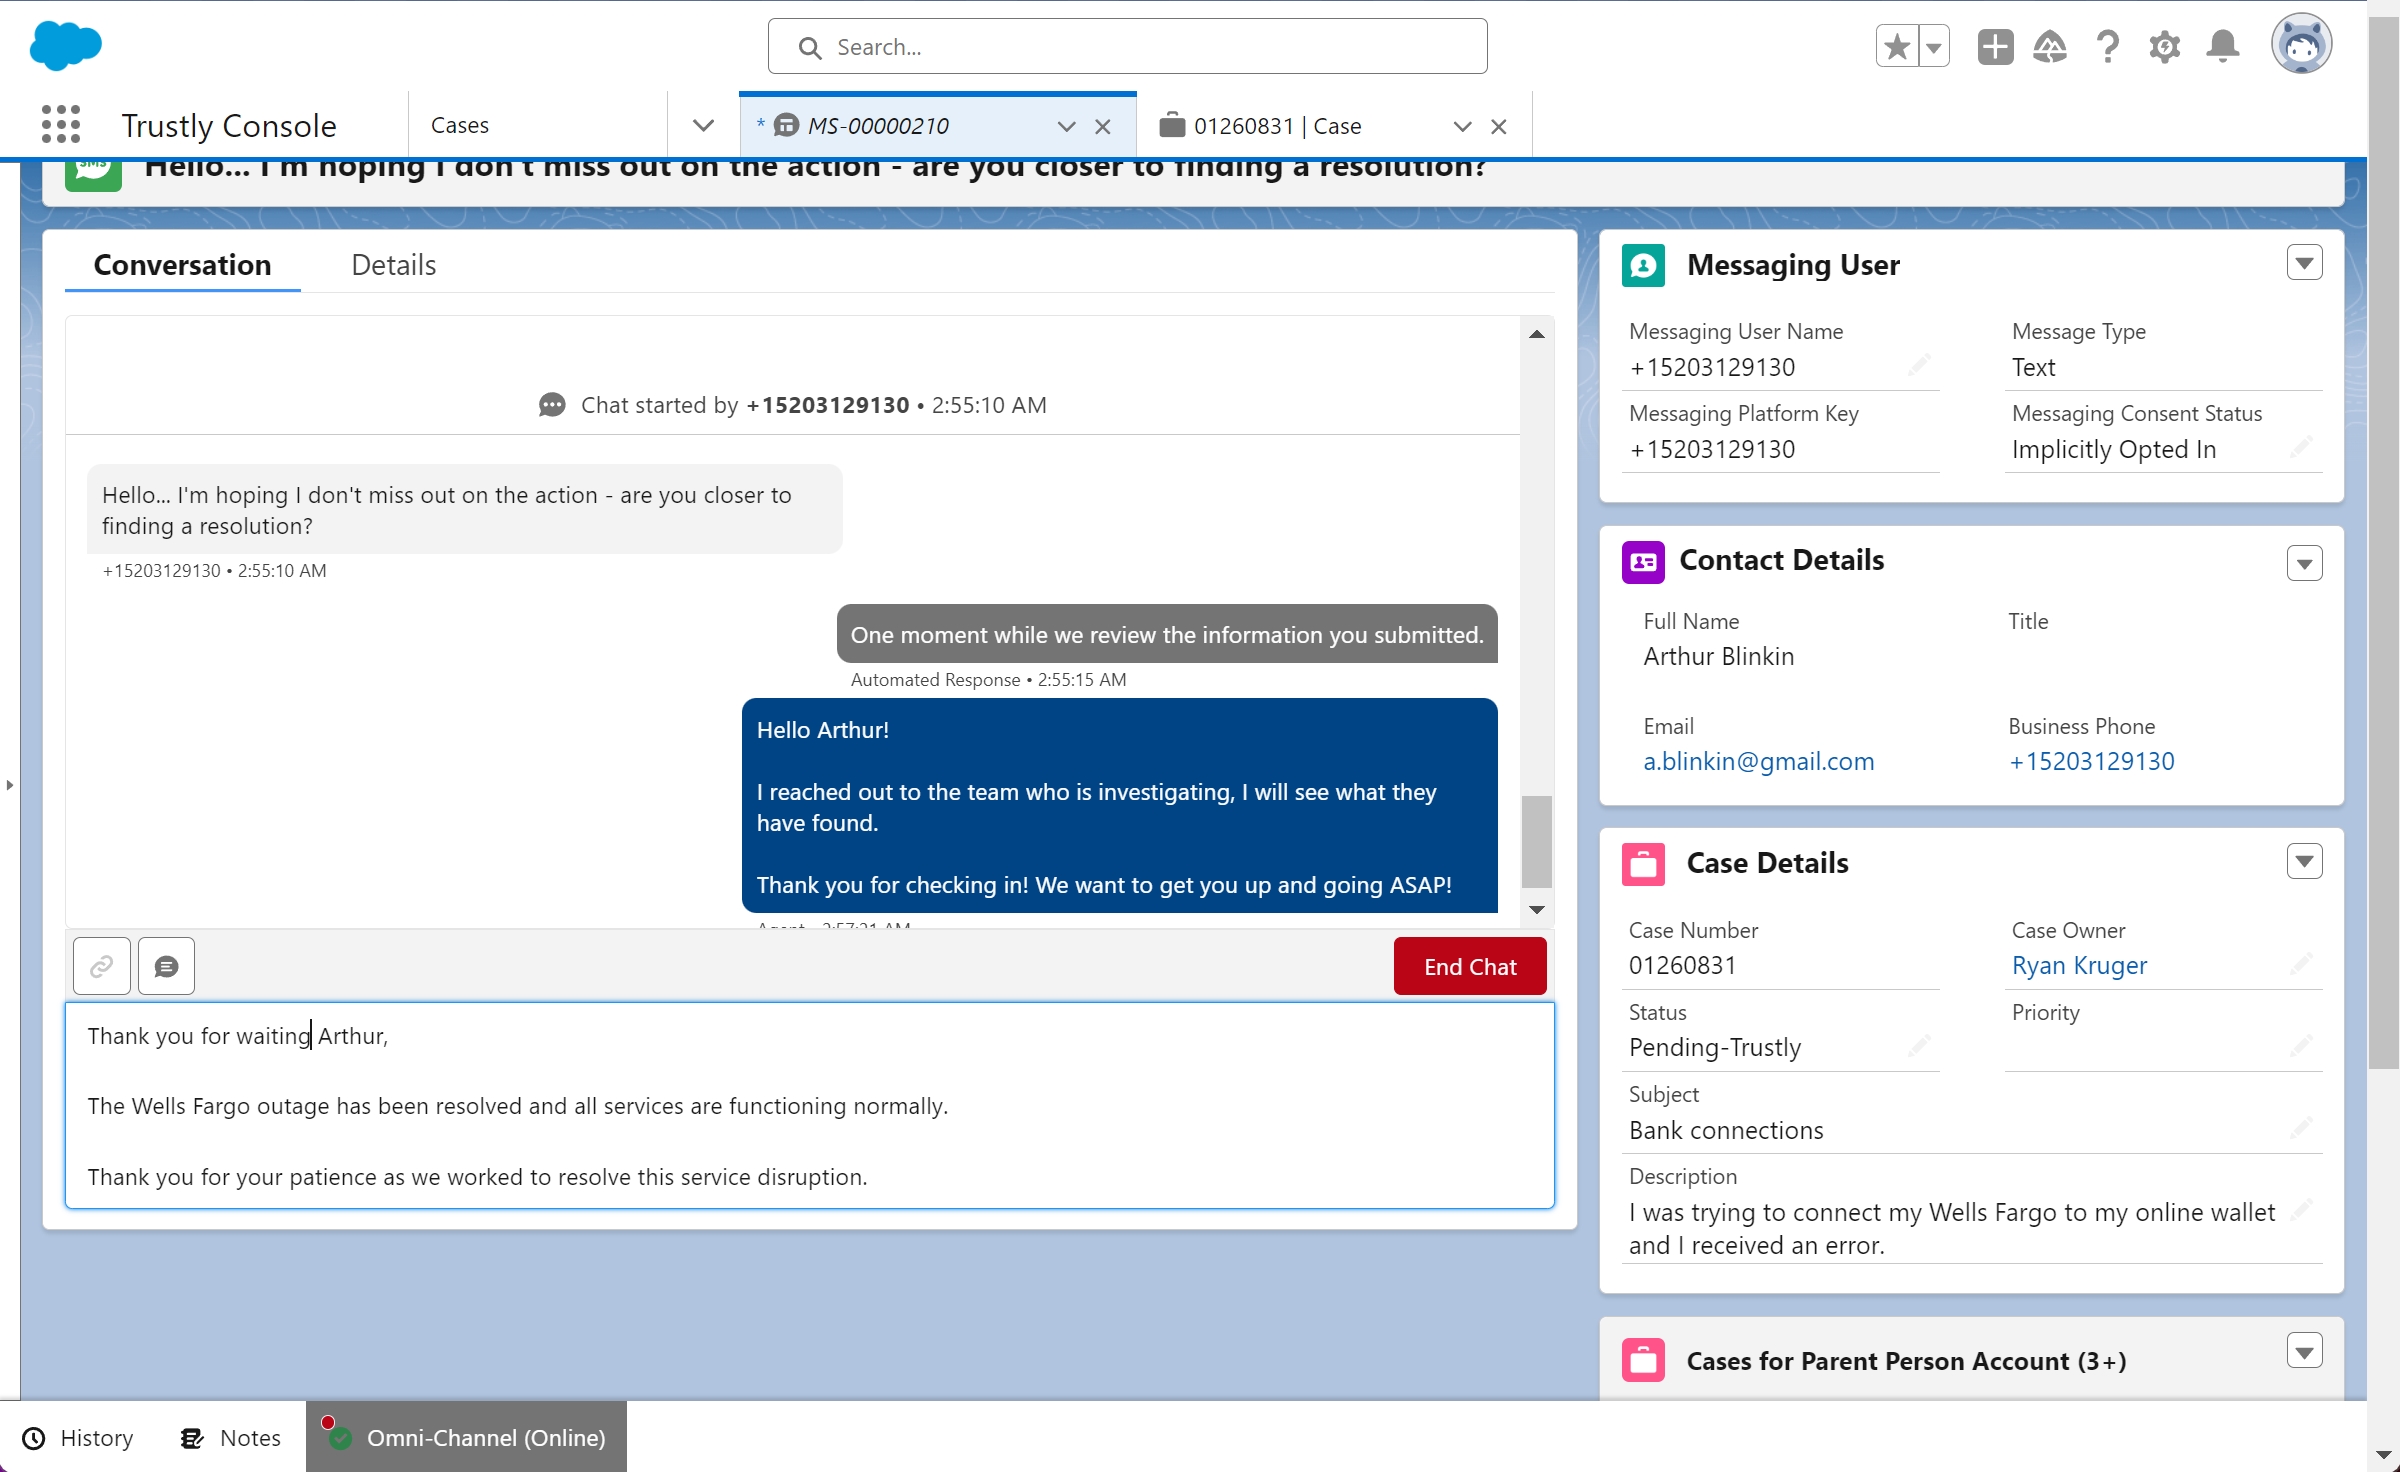 Search...
Trustly Console
Cases
* MS-00000210
01260831 | Case
SMS
Hello... I'm hoping I don't miss out on the action - are you closer to finding a resolution?
Conversation
Details
Chat started by +15203129130 • 2:55:10 AM
Hello... I'm hoping I don't miss out on the action - are you closer to
finding a resolution?
+15203129130 • 2:55:10 AM
One moment while we review the information you submitted.
Automated Response • 2:55:15 AM
Hello Arthur!
I reached out to the team who is investigating, I will see what they
have found.
Thank you for checking in! We want to get you up and going ASAP!
Agent • 2:57:21 AM
End Chat
Thank you for waiting Arthur,
The Wells Fargo outage has been resolved and all services are functioning normally.
Thank you for your patience as we worked to resolve this service disruption.
Messaging User
Messaging User Name
+15203129130
Message Type
Text
Messaging Platform Key
+15203129130
Messaging Consent Status
Implicitly Opted In
Contact Details
Full Name
Arthur Blinkin
Title
Email
a.blinkin@gmail.com
Business Phone
+15203129130
Case Details
Case Number
01260831
Case Owner
Ryan Kruger
Status
Pending-Trustly
Priority
Subject
Bank connections
Description
I was trying to connect my Wells Fargo to my online wallet
and I received an error.
Cases for Parent Person Account (3+)
History
Notes
Omni-Channel (Online)